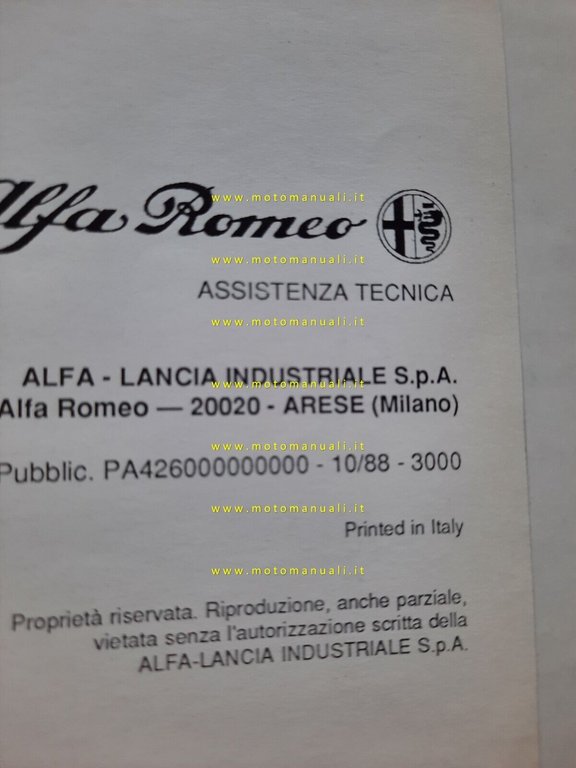 www.motomanuali.it
Alfa Romeo
www.motomanuali.it
ASSISTENZA TECNICA
www.motomanuali.it
ALFA - LANCIA INDUSTRIALE S.p.A.
www.motomanuali.it
Alfa Romeo — 20020 - ARESE (Milano)
www.motomanuali.it
Pubblic. PA426000000000 - 10/88 - 3000
www.motomanuali.it
Printed in Italy
www.motomanuali.it
Proprietà riservata. Riproduzione, anche parziale,
vietata senza l'autorizzazione scritta della
ALFA-LANCIA INDUSTRIALE S.p.A.